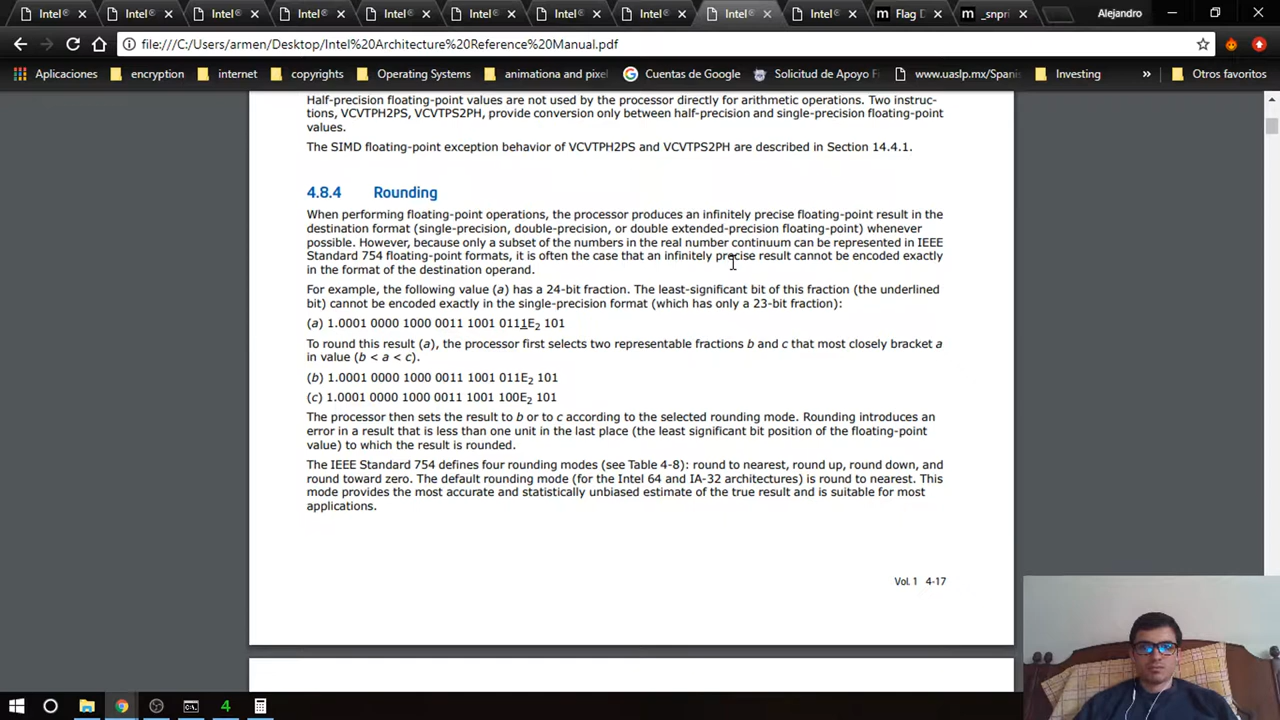 Intel® Intel® Intel® Intel® Intel® Intel® Intel® Intel® Intel® Intel® Flag D _snpri Alejandro
file:///C:/Users/armen/Desktop/Intel%20Architecture%20Reference%20Manual.pdf
Aplicaciones encryption internet copyrights Operating Systems animationa and pixel Cuentas de Google Solicitud de Apoyo Fi www.uaslp.mx/Spanis Investing » Otros favoritos
Half-precision floating-point values are not used by the processor directly for arithmetic operations. Two instruc-
tions, VCVTPH2PS, VCVTPS2PH, provide conversion only between half-precision and single-precision floating-point
values.
The SIMD floating-point exception behavior of VCVTPH2PS and VCVTPS2PH are described in Section 14.4.1.
4.8.4 Rounding
When performing floating-point operations, the processor produces an infinitely precise floating-point result in the
destination format (single-precision, double-precision, or double extended-precision floating-point) whenever
possible. However, because only a subset of the numbers in the real number continuum can be represented in IEEE
Standard 754 floating-point formats, it is often the case that an infinitely precise result cannot be encoded exactly
in the format of the destination operand.
For example, the following value (a) has a 24-bit fraction. The least-significant bit of this fraction (the underlined
bit) cannot be encoded exactly in the single-precision format (which has only a 23-bit fraction):
(a) 1.0001 0000 1000 0011 1001 0111E2 101
To round this result (a), the processor first selects two representable fractions b and c that most closely bracket a
in value (b < a < c).
(b) 1.0001 0000 1000 0011 1001 011E2 101
(c) 1.0001 0000 1000 0011 1001 100E2 101
The processor then sets the result to b or to c according to the selected rounding mode. Rounding introduces an
error in a result that is less than one unit in the last place (the least significant bit position of the floating-point
value) to which the result is rounded.
The IEEE Standard 754 defines four rounding modes (see Table 4-8): round to nearest, round up, round down, and
round toward zero. The default rounding mode (for the Intel 64 and IA-32 architectures) is round to nearest. This
mode provides the most accurate and statistically unbiased estimate of the true result and is suitable for most
applications.
Vol. 1 4-17